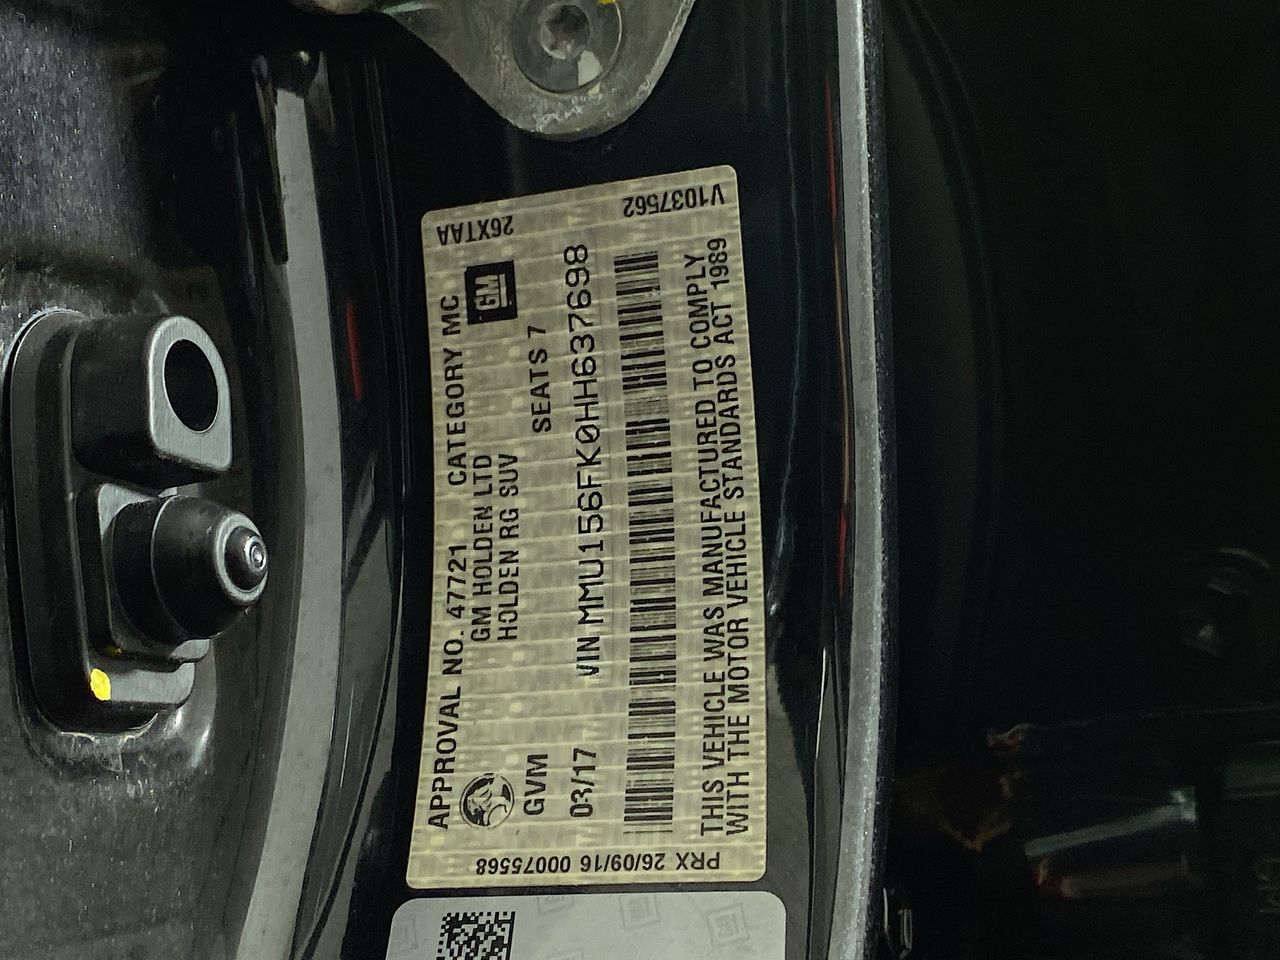 26XTAA
V1037562
APPROVAL NO. 47721 CATEGORY MC
GM HOLDEN LTD
GM
HOLDEN RG SUV
GVM
SEATS 7
03/17
VIN MMU156FK0HH637698
THIS VEHICLE WAS MANUFACTURED TO COMPLY
WITH THE MOTOR VEHICLE STANDARDS ACT 1989
PRX 26/09/16 00075568